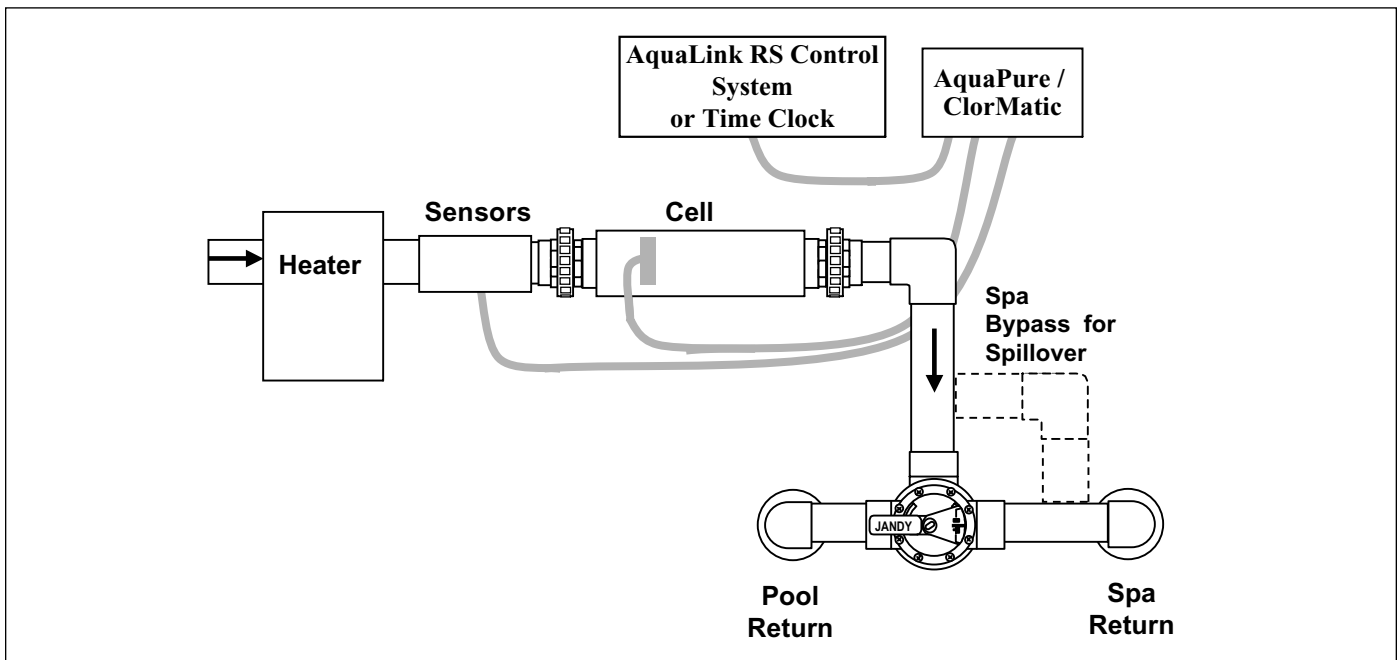 AquaLink RS Control
System
or Time Clock
AquaPure /
ClorMatic
Sensors
Cell
Heater
Spa
Bypass for
Spillover
JANDY
Pool
Return
Spa
Return